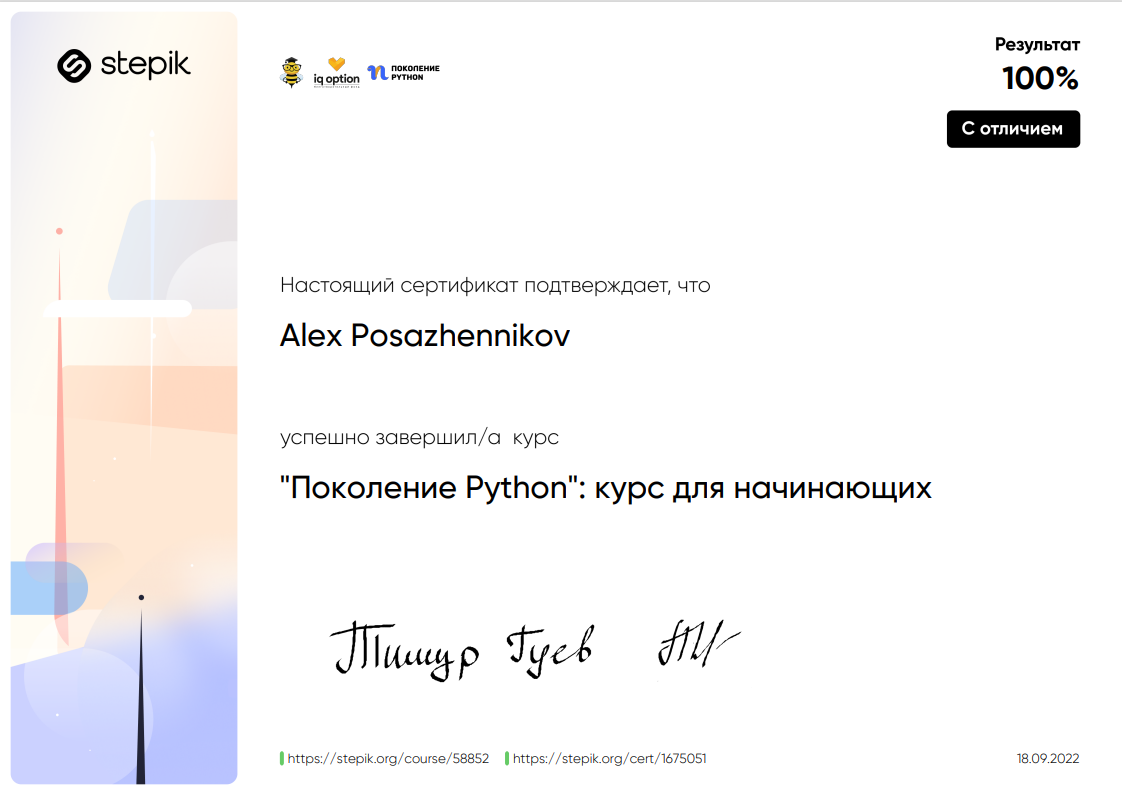 stepik
iq option
ПОКОЛЕНИЕ
PYTHON
Результат
100%
С отличием
Настоящий сертификат подтверждает, что
Alex Posazhennikov
успешно завершил/а курс
"Поколение Python": курс для начинающих
Тимур Гуев
https://stepik.org/course/58852 https://stepik.org/cert/1675051 18.09.2022